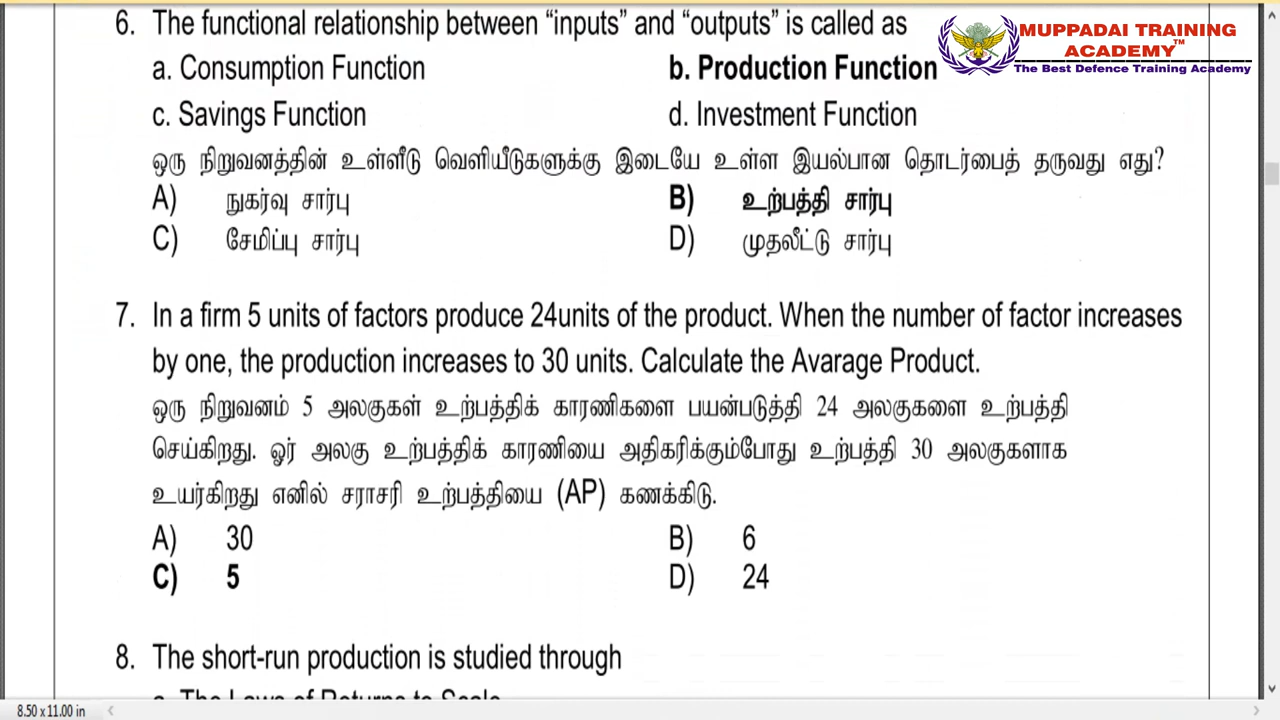 MUPPADAI TRAINING
ACADEMY™
The Best Defence Training Academy
6. The functional relationship between “inputs” and “outputs” is called as
a. Consumption Function b. Production Function
c. Savings Function d. Investment Function
ஒரு நிறுவனத்தின் உள்ளீடு வெளியீடுகளுக்கு இடையே உள்ள இயல்பான தொடர்பைத் தருவது எது?
A) நுகர்வு சார்பு B) உற்பத்தி சார்பு
C) சேமிப்பு சார்பு D) முதலீட்டு சார்பு
7. In a firm 5 units of factors produce 24units of the product. When the number of factor increases
by one, the production increases to 30 units. Calculate the Avarage Product.
ஒரு நிறுவனம் 5 அலகுகள் உற்பத்திக் காரணிகளை பயன்படுத்தி 24 அலகுகளை உற்பத்தி
செய்கிறது. ஓர் அலகு உற்பத்திக் காரணியை அதிகரிக்கும்போது உற்பத்தி 30 அலகுகளாக
உயர்கிறது எனில் சராசரி உற்பத்தியை (AP) கணக்கிடு.
A) 30 B) 6
C) 5 D) 24
8. The short-run production is studied through
a. The Laws of Returns to Scale
8.50 x 11.00 in